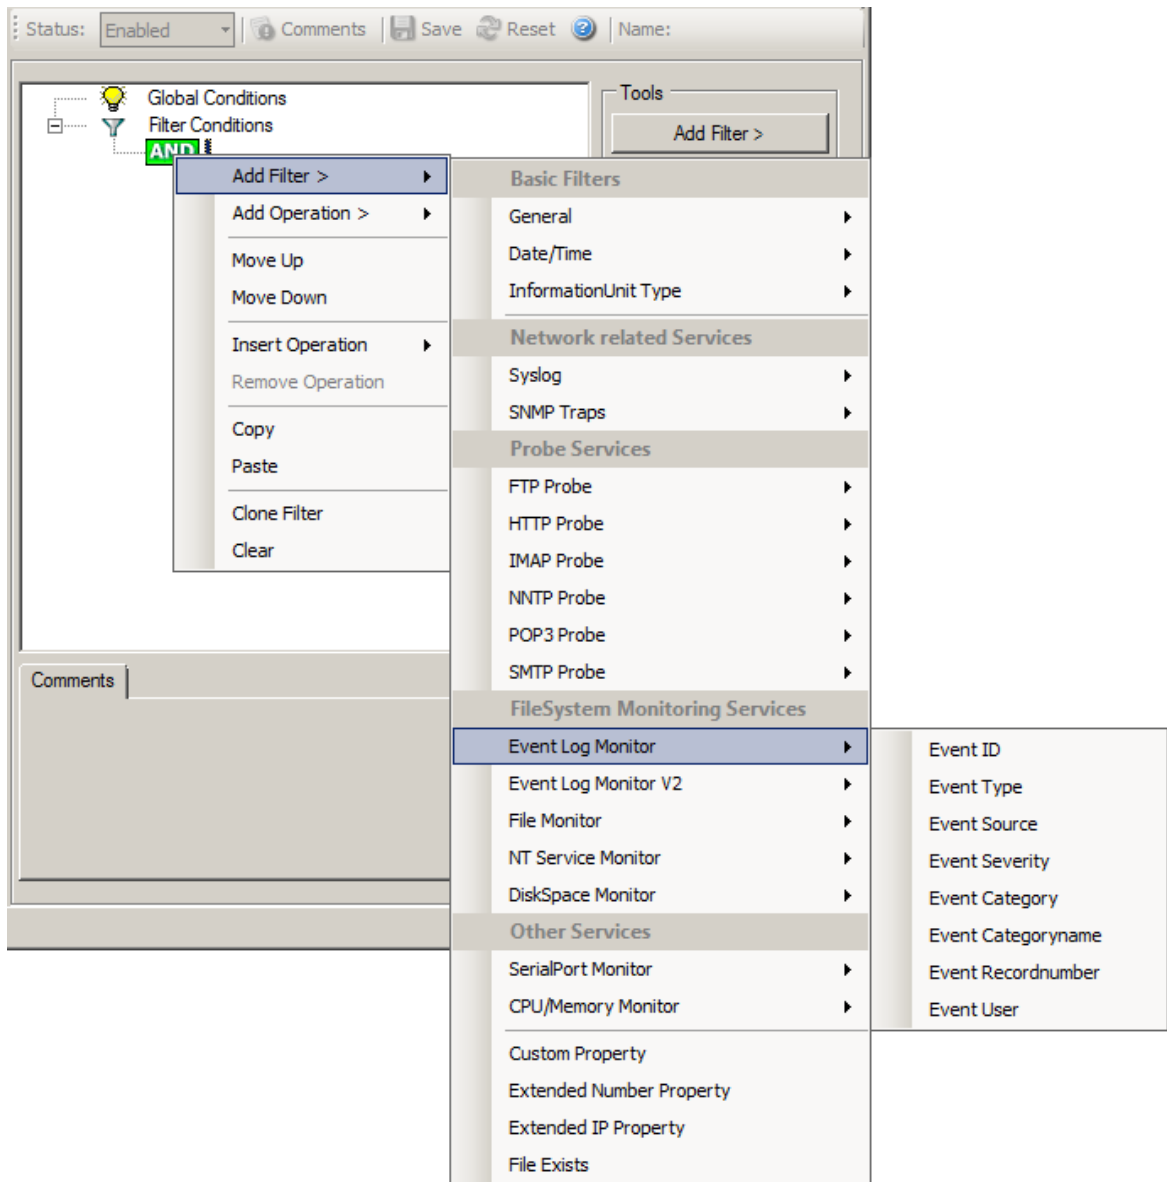 Status: Enabled Comments Save Reset Name:
Global Conditions
Filter Conditions
AND
Tools
Add Filter >
Add Filter >
Add Operation >
Move Up
Move Down
Insert Operation
Remove Operation
Copy
Paste
Clone Filter
Clear
Basic Filters
General
Date/Time
InformationUnit Type
Network related Services
Syslog
SNMP Traps
Probe Services
FTP Probe
HTTP Probe
IMAP Probe
NNTP Probe
POP3 Probe
SMTP Probe
FileSystem Monitoring Services
Event Log Monitor
Event Log Monitor V2
File Monitor
NT Service Monitor
DiskSpace Monitor
Other Services
SerialPort Monitor
CPU/Memory Monitor
Custom Property
Extended Number Property
Extended IP Property
File Exists
Event ID
Event Type
Event Source
Event Severity
Event Category
Event Categoryname
Event Recordnumber
Event User
Comments